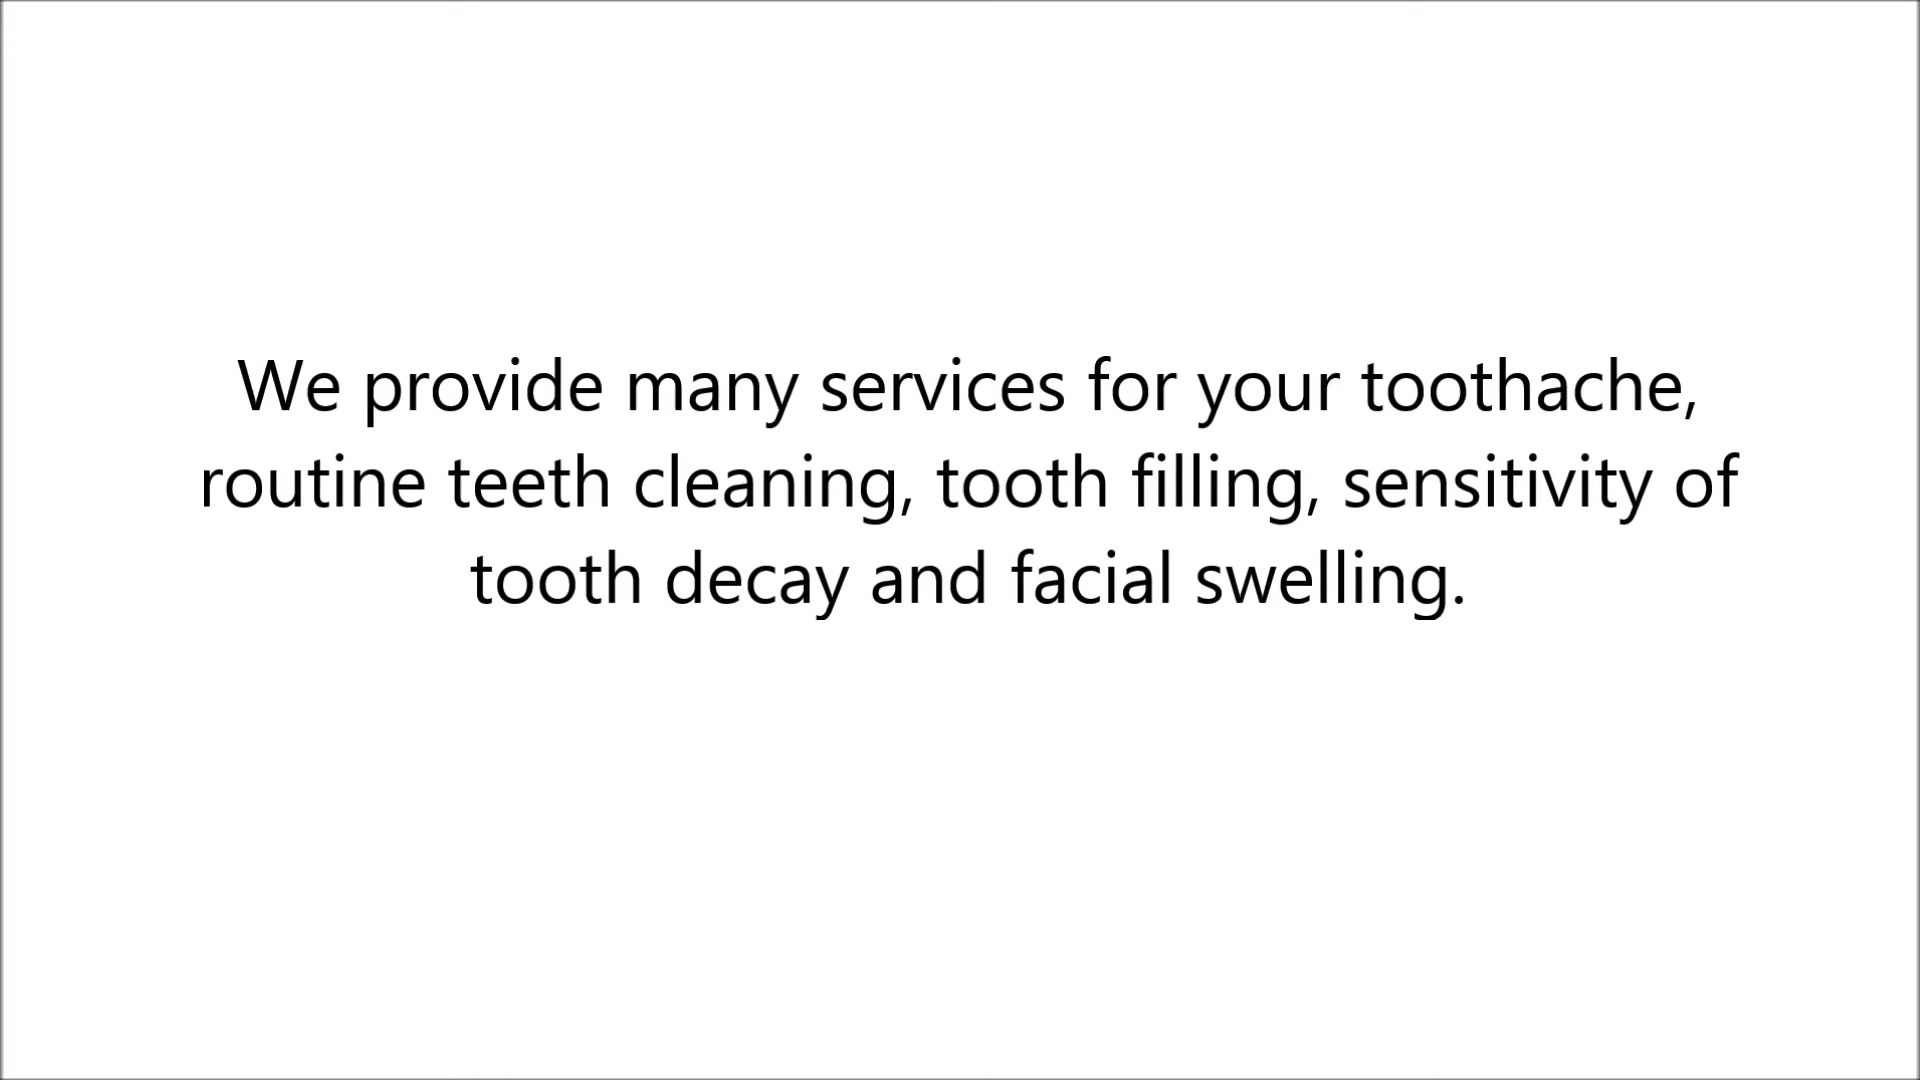 We provide many services for your toothache,
routine teeth cleaning, tooth filling, sensitivity of
tooth decay and facial swelling.